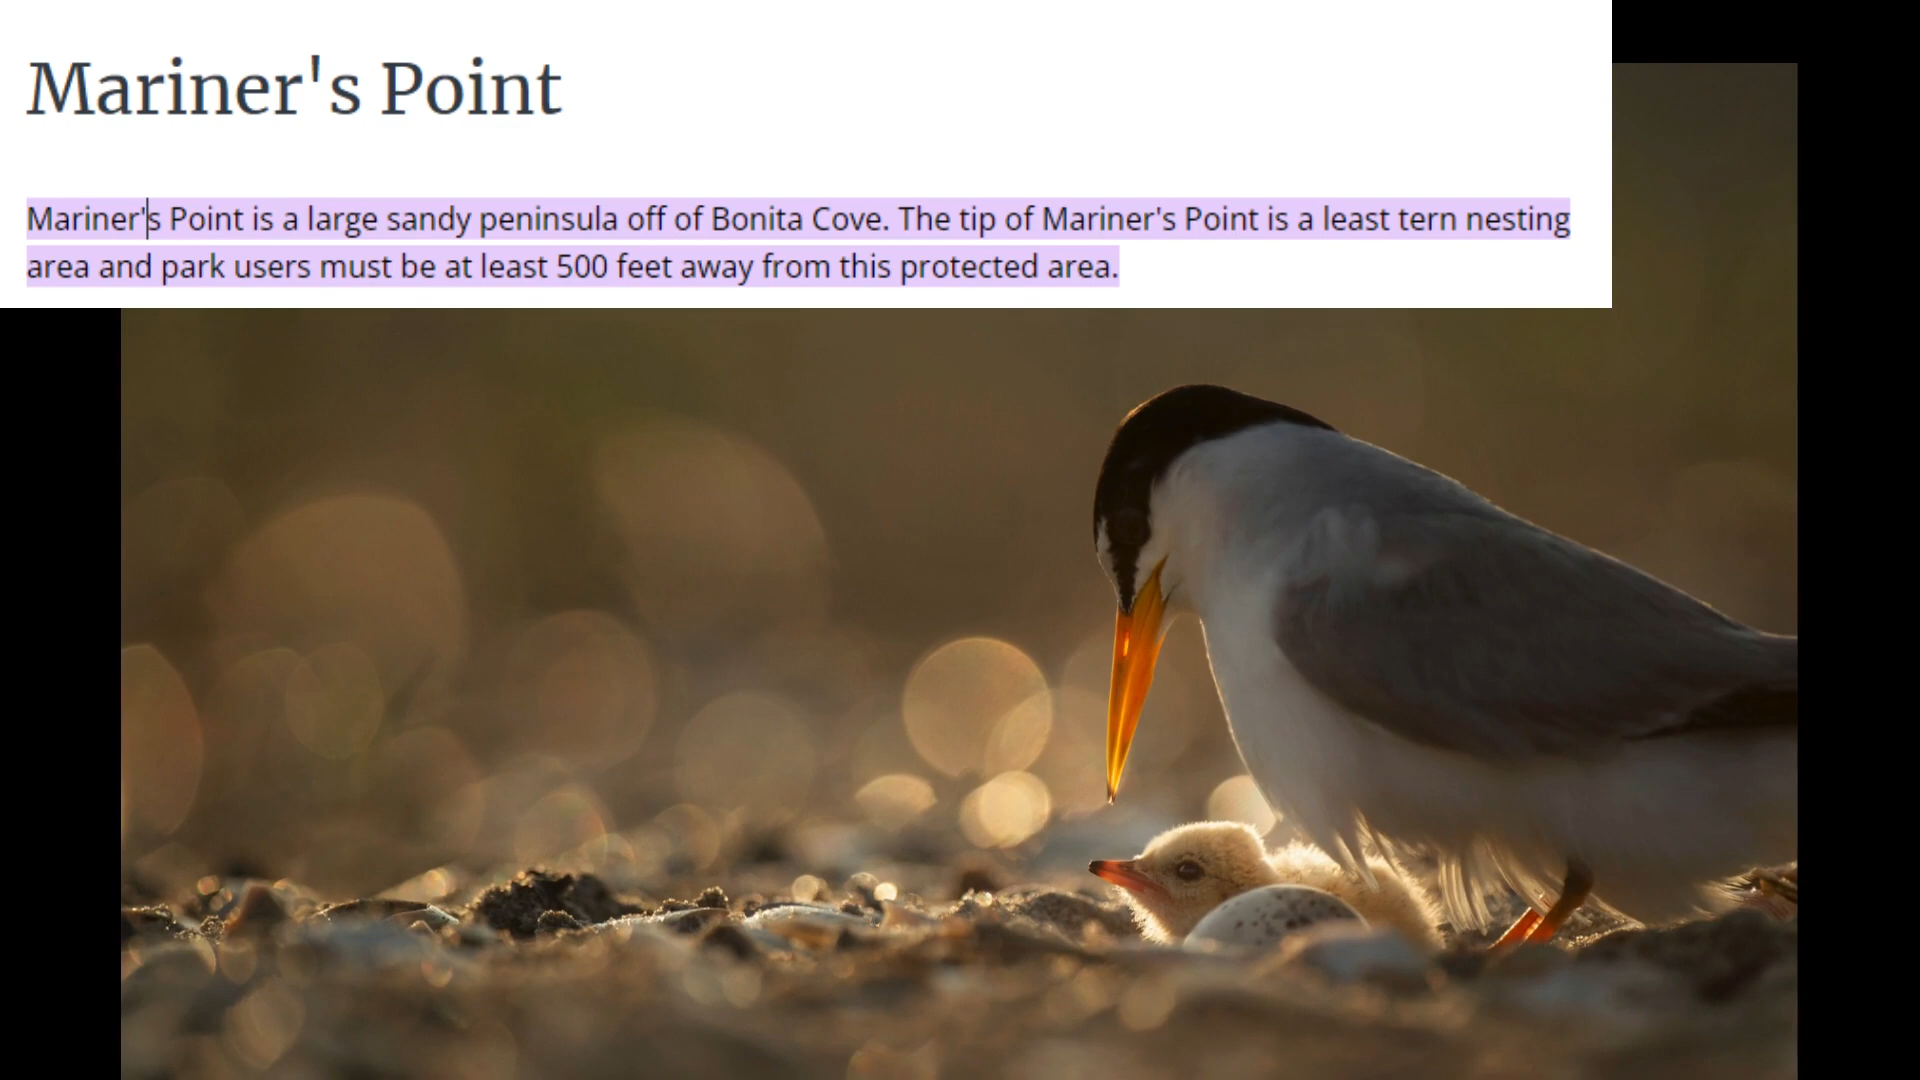 Mariner's Point
Mariner's Point is a large sandy peninsula off of Bonita Cove. The tip of Mariner's Point is a least tern nesting
area and park users must be at least 500 feet away from this protected area.